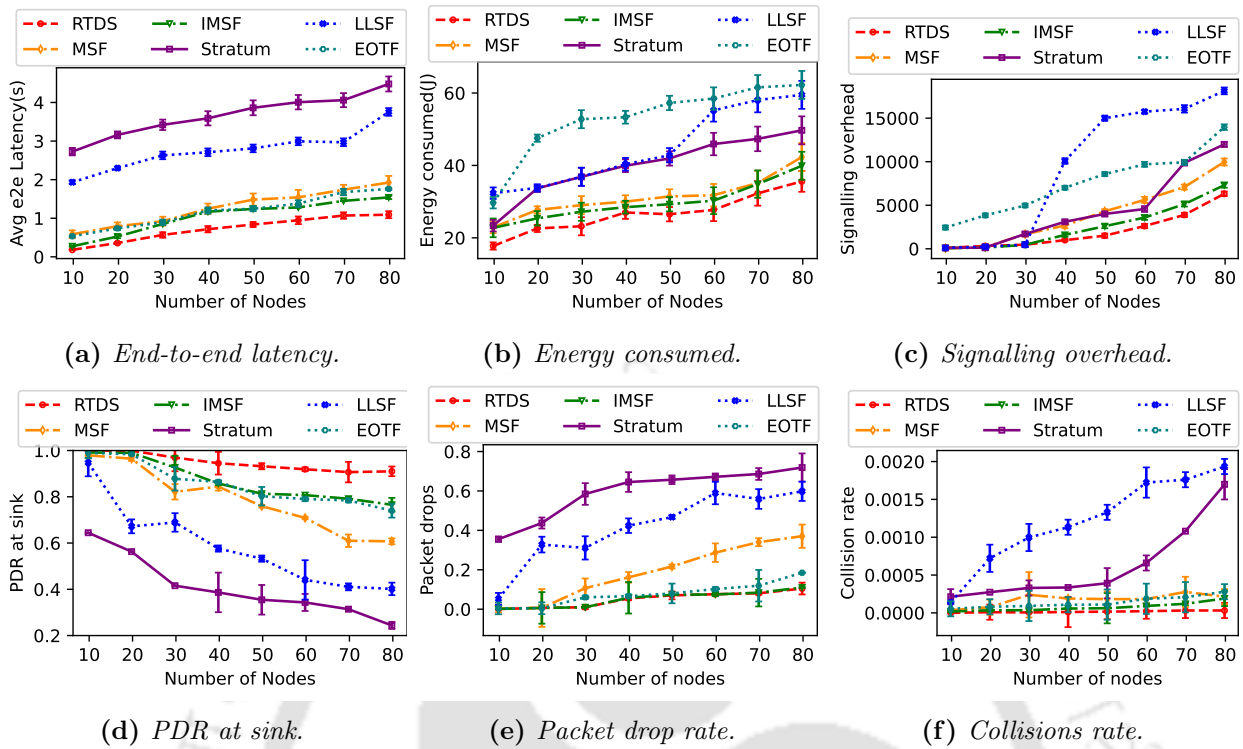 RTDS IMSF LLSF
MSF Stratum EOTF
Avg e2e Latency(s)
4
3
2
1
0
10 20 30 40 50 60 70 80
Number of Nodes
(a) End-to-end latency.
RTDS IMSF LLSF
MSF Stratum EOTF
Energy consumed(J)
60
40
20
10 20 30 40 50 60 70 80
Number of Nodes
(b) Energy consumed.
RTDS IMSF LLSF
MSF Stratum EOTF
Signalling overhead
15000
10000
5000
0
10 20 30 40 50 60 70 80
Number of Nodes
(c) Signalling overhead.
RTDS IMSF LLSF
MSF Stratum EOTF
PDR at sink
1.0
0.8
0.6
0.4
0.2
10 20 30 40 50 60 70 80
Number of Nodes
(d) PDR at sink.
RTDS IMSF LLSF
MSF Stratum EOTF
Packet drops
0.8
0.6
0.4
0.2
0.0
10 20 30 40 50 60 70 80
Number of nodes
(e) Packet drop rate.
RTDS IMSF LLSF
MSF Stratum EOTF
Collision rate
0.0020
0.0015
0.0010
0.0005
0.0000
10 20 30 40 50 60 70 80
Number of nodes
(f) Collisions rate.